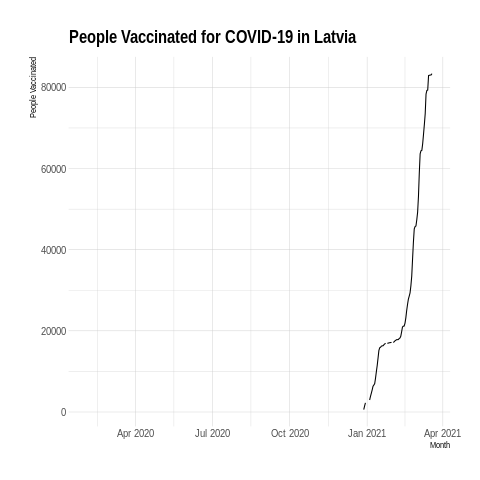 People Vaccinated for COVID-19 in Latvia
People Vaccinated
80000
60000
40000
20000
0
Apr 2020 Jul 2020 Oct 2020 Jan 2021 Apr 2021
Month